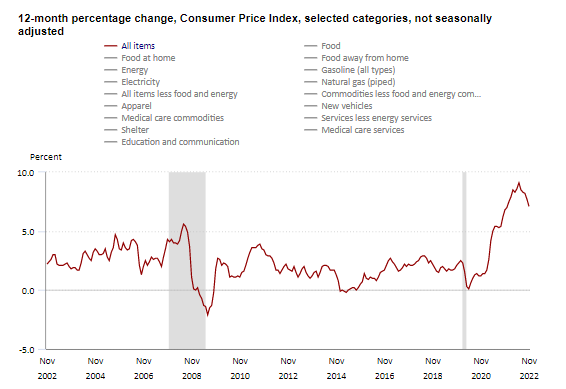 12-month percentage change, Consumer Price Index, selected categories, not seasonally
adjusted
All items
Food
Food at home
Food away from home
Energy
Gasoline (all types)
Electricity
Natural gas (piped)
All items less food and energy
Commodities less food and energy com...
Apparel
New vehicles
Medical care commodities
Services less energy services
Shelter
Medical care services
Education and communication
Percent
10.0
5.0
0.0
-5.0
Nov Nov Nov Nov Nov Nov Nov Nov Nov Nov Nov
2002 2004 2006 2008 2010 2012 2014 2016 2018 2020 2022